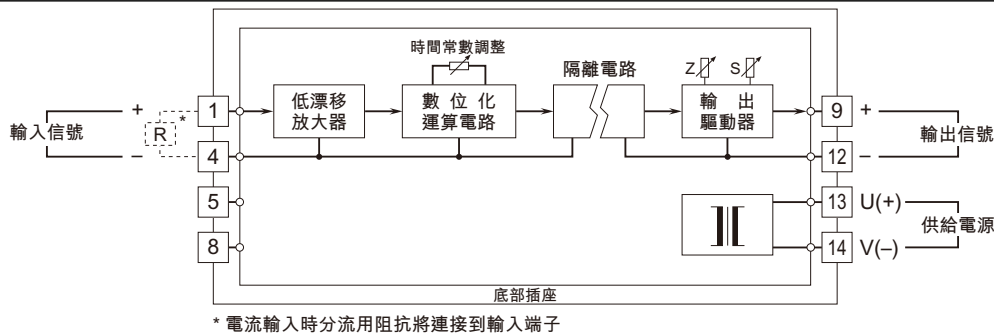 時間常數調整
隔離電路
Z
S
+
*
1
低漂移
放大器
數位化
運算電路
輸出
驅動器
9
+
輸入信號
R
輸出信號
–
4
12
–
5
13
U(+)
供給電源
8
14
V(–)
底部插座
* 電流輸入時分流用阻抗將連接到輸入端子